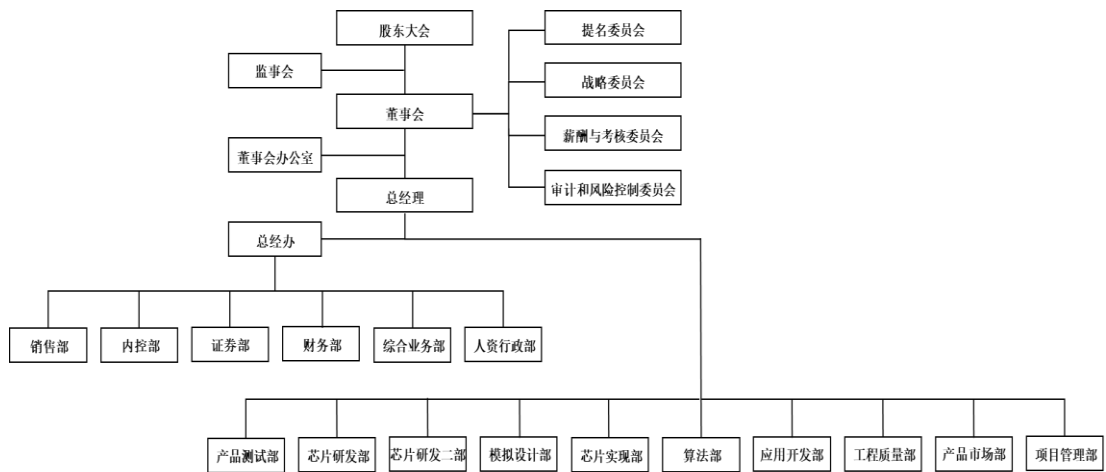 股东大会
提名委员会
监事会
战略委员会
董事会
薪酬与考核委员会
董事会办公室
总经理
审计和风险控制委员会
总经办
销售部
内控部
证券部
财务部
综合业务部
人资行政部
产品测试部
芯片研发部
芯片研发二部
模拟设计部
芯片实现部
算法部
应用开发部
工程质量部
产品市场部
项目管理部